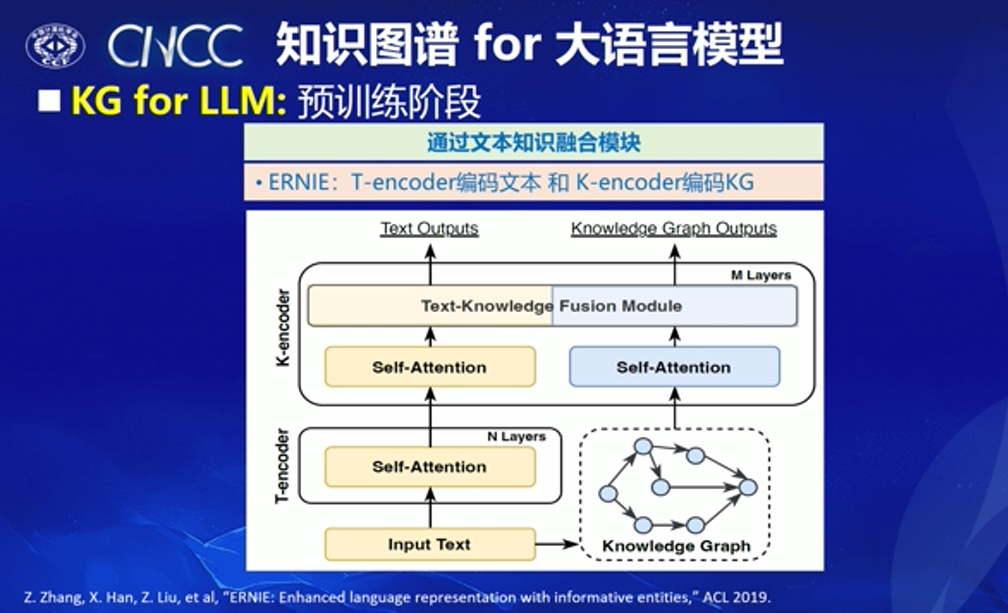 CNCC 知识图谱 for 大语言模型
KG for LLM: 预训练阶段
通过文本知识融合模块
• ERNIE：T-encoder编码文本 和 K-encoder编码KG
Text Outputs
Knowledge Graph Outputs
M Layers
K-encoder
Text-Knowledge Fusion Module
Self-Attention
Self-Attention
T-encoder
N Layers
Self-Attention
Input Text
Knowledge Graph
Z. Zhang, X. Han, Z. Liu, et al, “ERNIE: Enhanced language representation with informative entities,” ACL 2019.